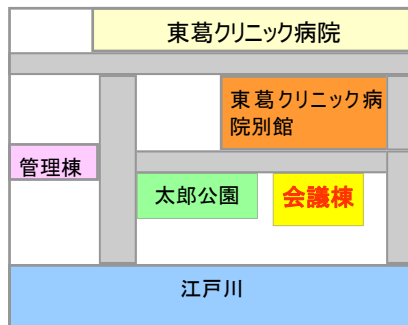 東葛クリニック病院
東葛クリニック病
院別館
管理棟
太郎公園
会議棟
江戸川